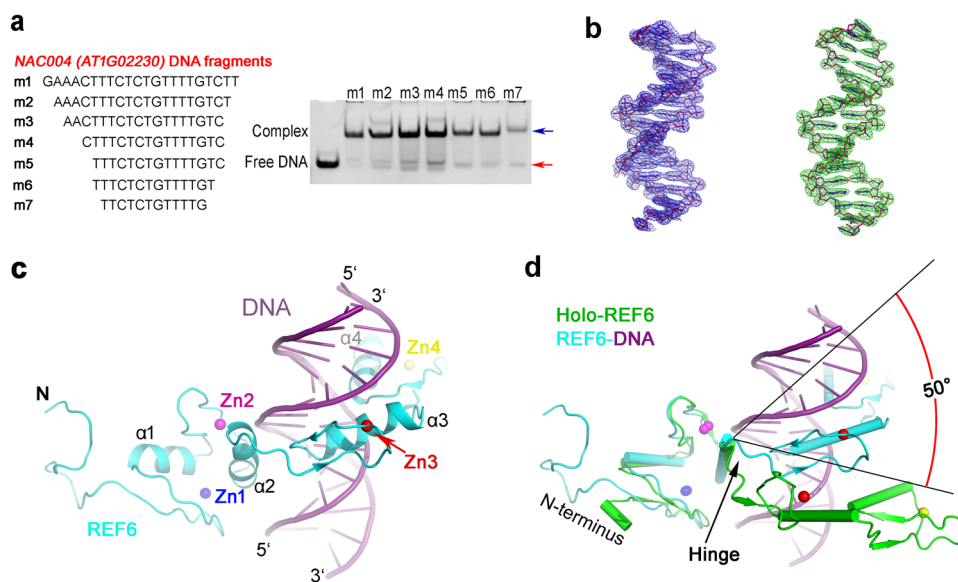 a
NAC004 (AT1G02230) DNA fragments
m1 GAAACTTTCTCTGTTTTGTCTT
m2 AAACTTTCTCTGTTTTGTCT
m3 AACTTTCTCTGTTTTGTC
m4 CTTTCTCTGTTTTGTC
m5 TTTCTCTGTTTTGTC
m6 TTTCTCTGTTTTGT
m7 TTCTCTGTTTTG
m1 m2 m3 m4 m5 m6 m7
Complex
Free DNA
b
c
5‘
3‘
DNA
α4
Zn4
N
Zn2
α1
α3
Zn3
Zn1
α2
REF6
5‘
3‘
d
Holo-REF6
REF6-DNA
50°
N-terminus
Hinge